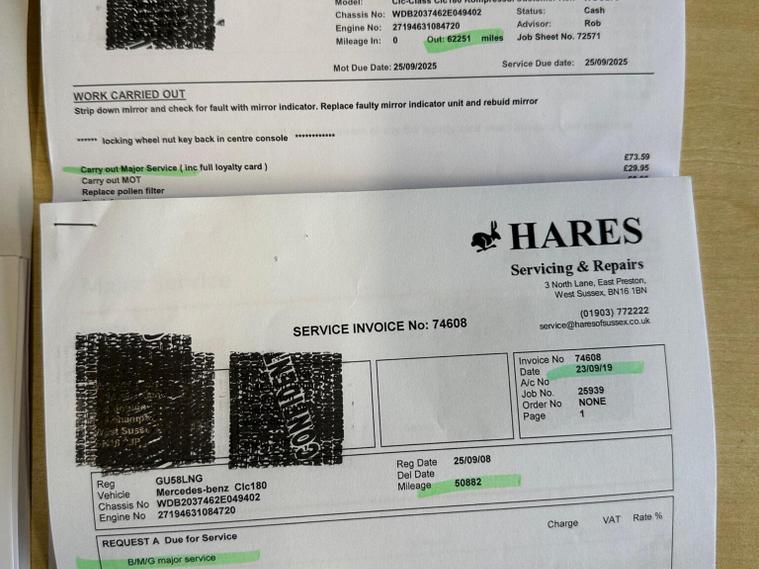 Model:
Chassis No: WDB2037462E049402
Status:
Cash
Engine No: 27194631084720
Advisor:
Rob
Mileage In: 0 Out: 62251 miles
Job Sheet No. 72571
Mot Due Date: 25/09/2025
Service Due date: 25/09/2025
WORK CARRIED OUT
Strip down mirror and check for fault with mirror indicator. Replace faulty mirror indicator unit and rebuid mirror
****** locking wheel nut key back in centre console ************
£73.59
Carry out Major Service ( inc full loyalty card )
£29.95
Carry out MOT
Replace pollen filter
HARES
Servicing & Repairs
3 North Lane, East Preston,
West Sussex, BN16 1BN
(01903) 772222
service@haresofsussex.co.uk
SERVICE INVOICE No: 74608
Invoice No 74608
Date 23/09/19
A/c No
Job No. 25939
Order No NONE
Page 1
Reg GU58LNG
Vehicle Mercedes-benz Clc180
Chassis No WDB2037462E049402
Engine No 27194631084720
Reg Date 25/09/08
Del Date
Mileage 50882
Charge VAT Rate %
REQUEST A Due for Service
B/M/G major service